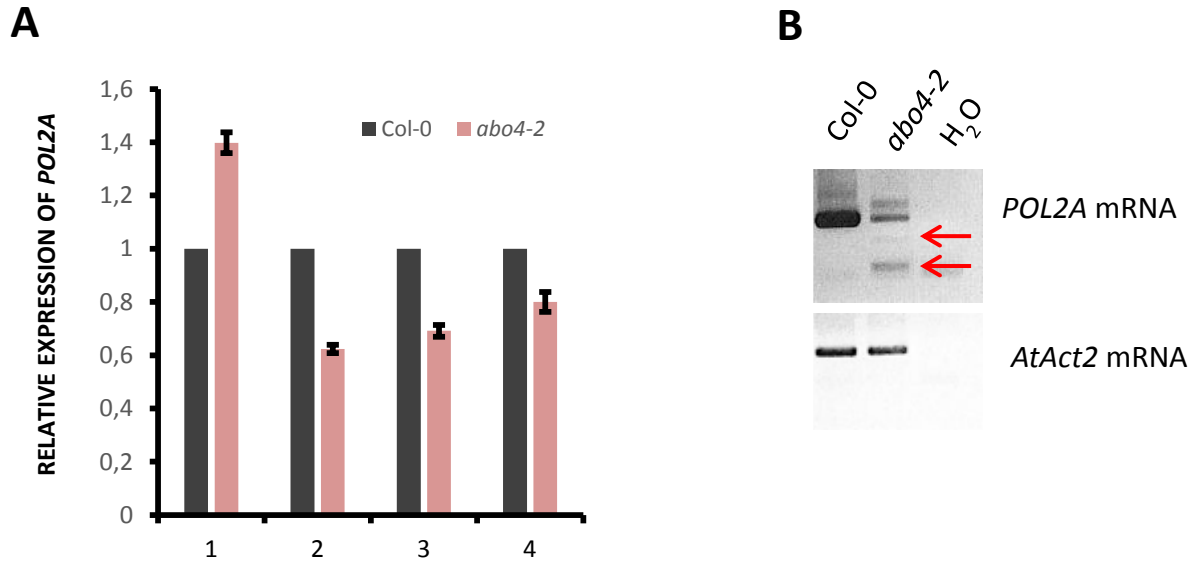 A
RELATIVE EXPRESSION OF POL2A
1,6
1,4
1,2
1
0,8
0,6
0,4
0,2
0
Col-0 abo4-2
1 2 3 4
B
Col-0 abo4-2 H₂O
POL2A mRNA
AtAct2 mRNA